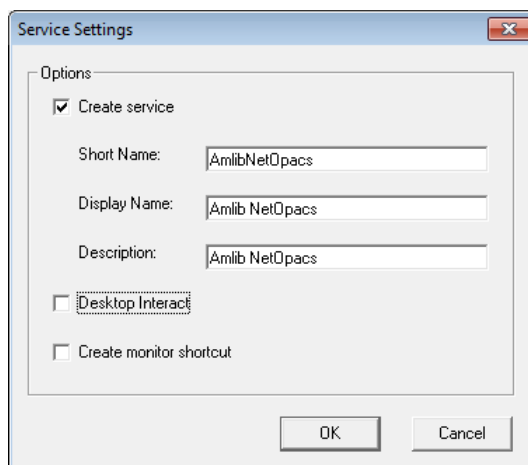 Service Settings
Options
Create service
Short Name: AmlibNetOpacs
Display Name: Amlib NetOpacs
Description: Amlib NetOpacs
Desktop Interact
Create monitor shortcut
OK Cancel